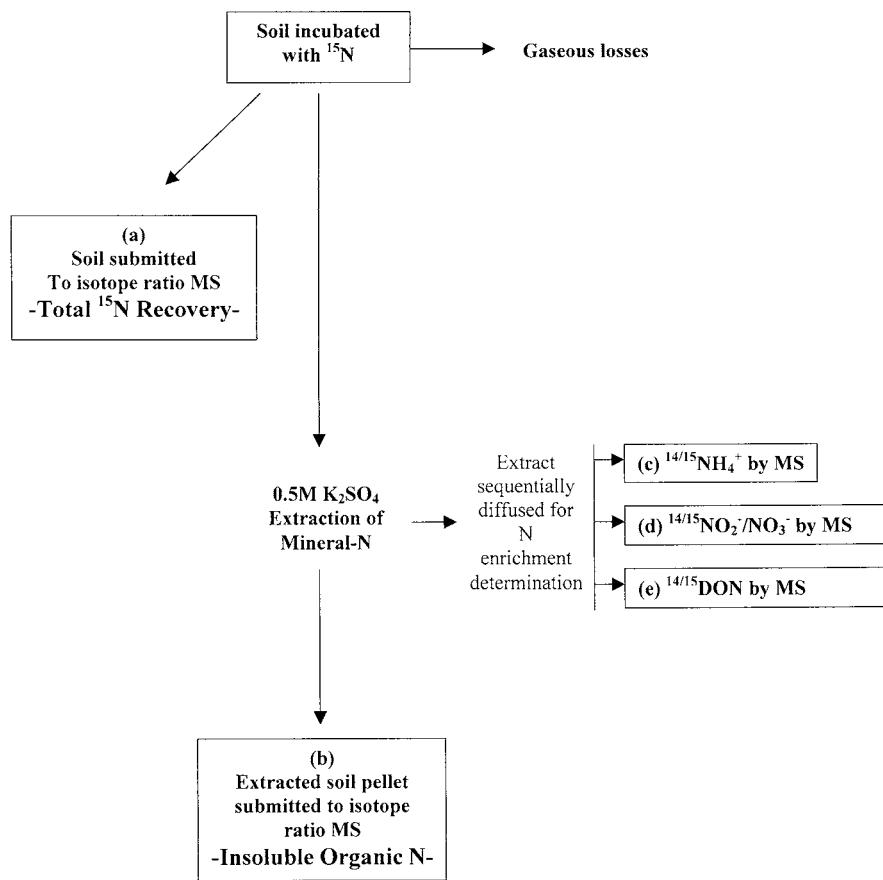 Soil incubated
with ¹⁵N
Gaseous losses
(a)
Soil submitted
To isotope ratio MS
-Total ¹⁵N Recovery-
0.5M K₂SO₄
Extraction of
Mineral-N
Extract
sequentially
diffused for
N
enrichment
determination
(c) ¹⁴/¹⁵NH₄⁺ by MS
(d) ¹⁴/¹⁵NO₂⁻/NO₃⁻ by MS
(e) ¹⁴/¹⁵DON by MS
(b)
Extracted soil pellet
submitted to isotope
ratio MS
-Insoluble Organic N-